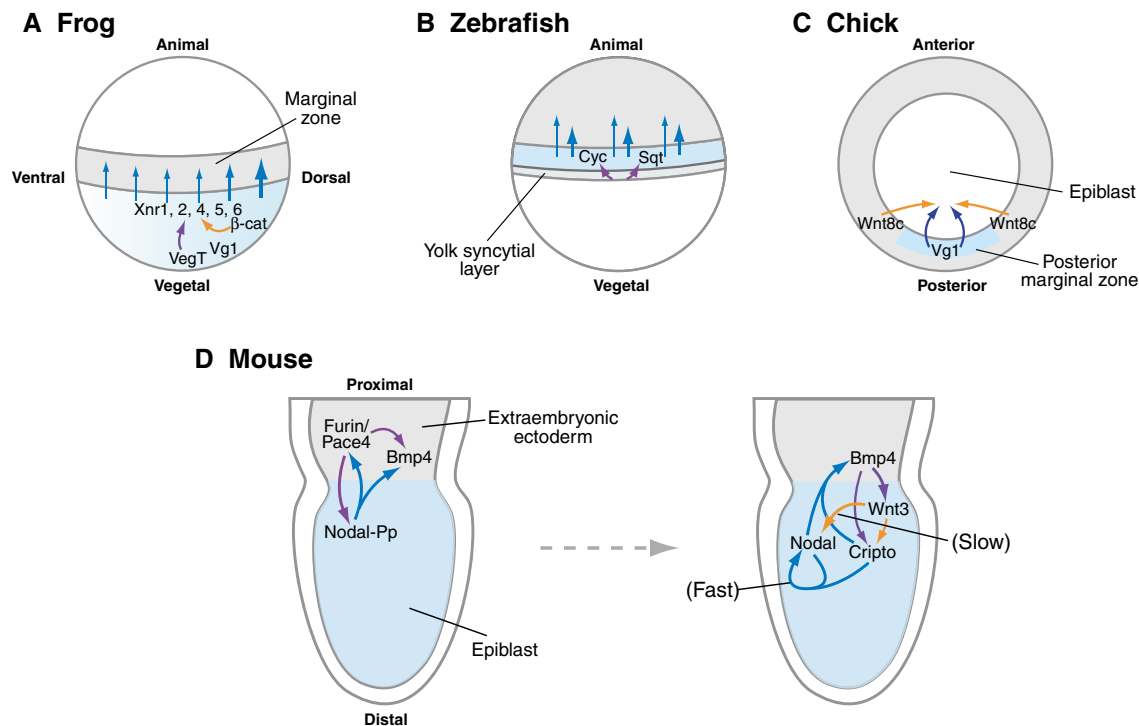 A Frog
Animal
Marginal
zone
Ventral
Dorsal
Xnr1, 2, 4, 5, 6
β-cat
Vg1
VegT
Vegetal
B Zebrafish
Animal
Cyc
Sqt
Yolk syncytial
layer
Vegetal
C Chick
Anterior
Epiblast
Wnt8c
Wnt8c
Vg1
Posterior
marginal zone
Posterior
D Mouse
Proximal
Furin/
Pace4
Bmp4
Extraembryonic
ectoderm
Nodal-Pp
Epiblast
Distal
Bmp4
Wnt3
Nodal
Cripto
(Slow)
(Fast)